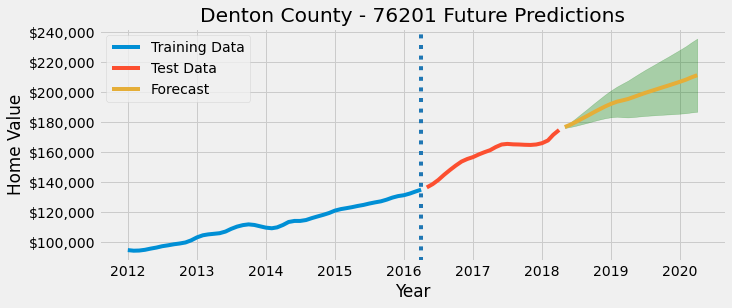 Denton County - 76201 Future Predictions
$240,000
$220,000
$200,000
$180,000
$160,000
$140,000
$120,000
$100,000
Home Value
Training Data
Test Data
Forecast
2012 2013 2014 2015 2016 2017 2018 2019 2020
Year